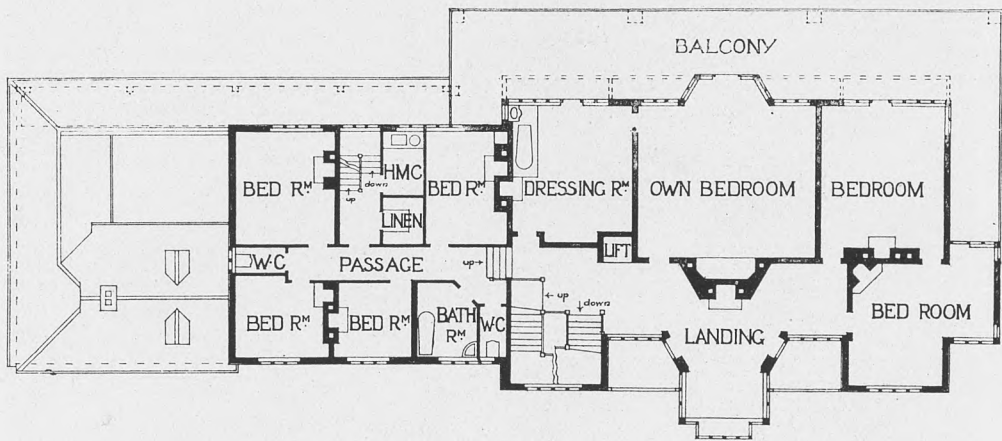 BALCONY
BED RM.
up
down
HMC
LINEN
BED RM.
DRESSING RM.
OWN BEDROOM
BEDROOM
LIFT
W·C
PASSAGE
up
up
down
BED RM.
BED RM.
BATH
RM.
W·C
LANDING
BED ROOM